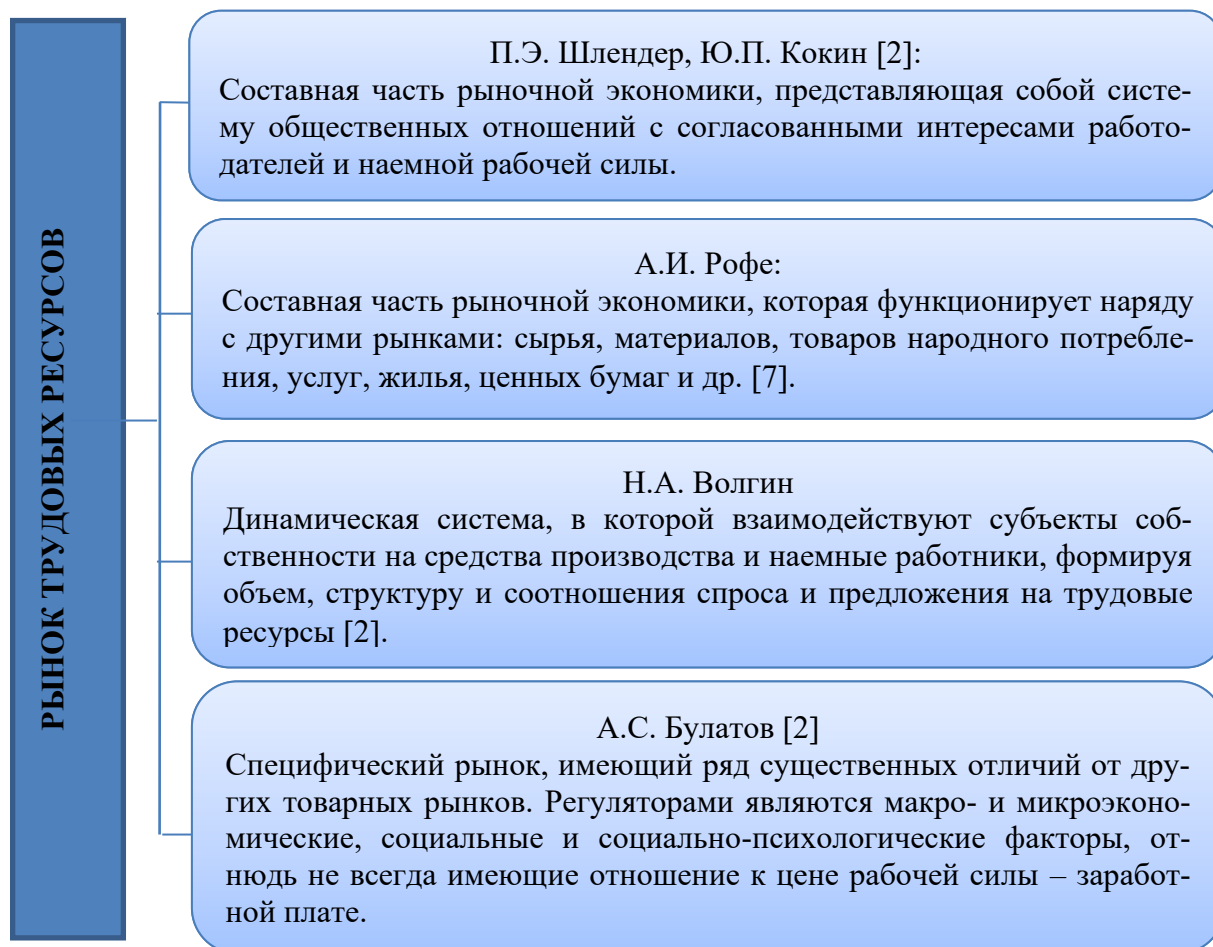 РЫНОК ТРУДОВЫХ РЕСУРСОВ
П.Э. Шлендер, Ю.П. Кокин [2]:
Составная часть рыночной экономики, представляющая собой систе-
му общественных отношений с согласованными интересами работо-
дателей и наемной рабочей силы.
А.И. Рофе:
Составная часть рыночной экономики, которая функционирует наряду
с другими рынками: сырья, материалов, товаров народного потребле-
ния, услуг, жилья, ценных бумаг и др. [7].
Н.А. Волгин
Динамическая система, в которой взаимодействуют субъекты соб-
ственности на средства производства и наемные работники, формируя
объем, структуру и соотношения спроса и предложения на трудовые
ресурсы [2].
А.С. Булатов [2]
Специфический рынок, имеющий ряд существенных отличий от дру-
гих товарных рынков. Регуляторами являются макро- и микроэконо-
мические, социальные и социально-психологические факторы, от-
нюдь не всегда имеющие отношение к цене рабочей силы – заработ-
ной плате.